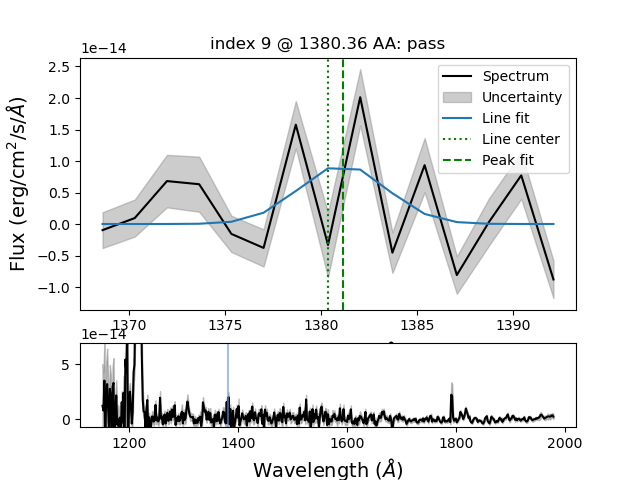 index 9 @ 1380.36 AA: pass
1e−14
Flux (erg/cm²/s/Å)
2.5
2.0
1.5
1.0
0.5
0.0
−0.5
−1.0
Spectrum
Uncertainty
Line fit
Line center
Peak fit
1370 1375 1380 1385 1390
1e−14
5
0
1200 1400 1600 1800 2000
Wavelength (Å)